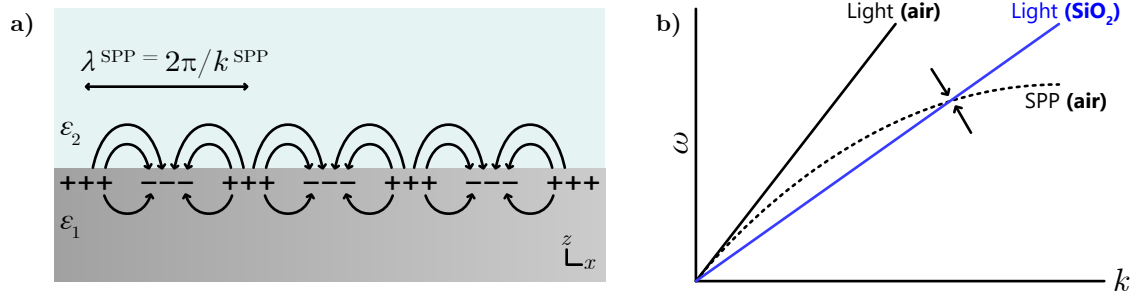 a)
λ^SPP = 2π/k^SPP
ε₂
+++ --- +++ --- +++ --- +++
ε₁
z
x
b)
Light (air)
Light (SiO₂)
SPP (air)
ω
k